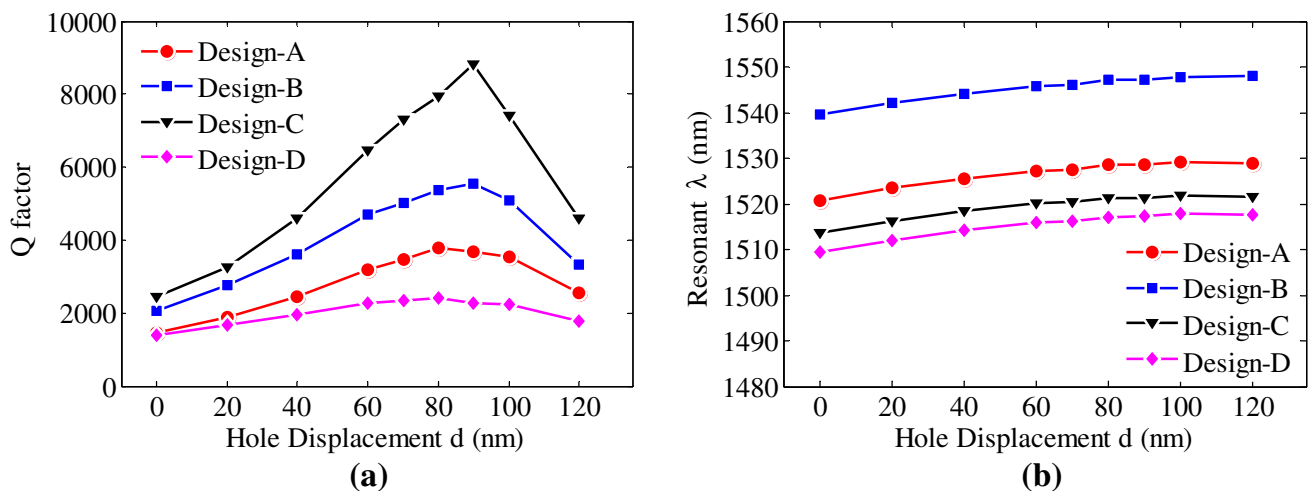 10000
8000
6000
4000
2000
0
Q factor
Design-A
Design-B
Design-C
Design-D
0 20 40 60 80 100 120
Hole Displacement d (nm)
(a)
1560
1550
1540
1530
1520
1510
1500
1490
1480
Resonant λ (nm)
Design-A
Design-B
Design-C
Design-D
0 20 40 60 80 100 120
Hole Displacement d (nm)
(b)